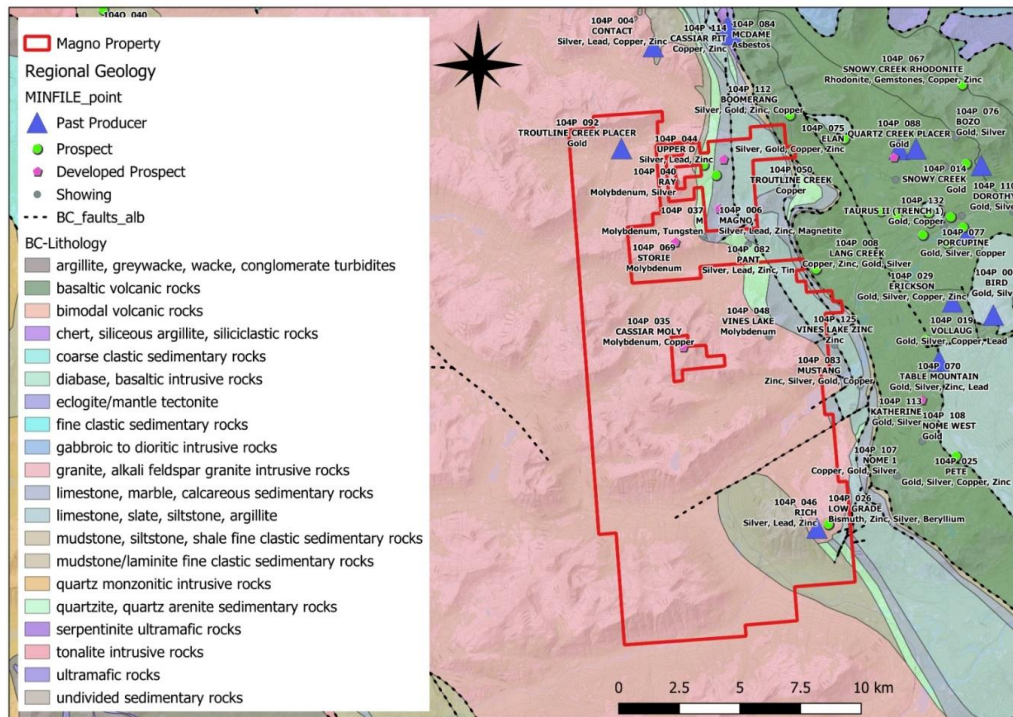 Magno Property
Regional Geology
MINFILE_point
Past Producer
Prospect
Developed Prospect
Showing
BC_faults_alb
BC-Lithology
argillite, greywacke, wacke, conglomerate turbidites
basaltic volcanic rocks
bimodal volcanic rocks
chert, siliceous argillite, siliciclastic rocks
coarse clastic sedimentary rocks
diabase, basaltic intrusive rocks
eclogite/mantle tectonite
fine clastic sedimentary rocks
gabbroic to dioritic intrusive rocks
granite, alkali feldspar granite intrusive rocks
limestone, marble, calcareous sedimentary rocks
limestone, slate, siltstone, argillite
mudstone, siltstone, shale fine clastic sedimentary rocks
mudstone/laminite fine clastic sedimentary rocks
quartz monzonitic intrusive rocks
quartzite, quartz arenite sedimentary rocks
serpentinite ultramafic rocks
tonalite intrusive rocks
ultramafic rocks
undivided sedimentary rocks
104O 040
104P 004
CONTACT
Silver, Lead, Copper, Zinc
104P 114
CASSIAR PIT
Copper, Zinc
104P 084
MCDAME
Asbestos
104P 067
SNOWY CREEK RHODONITE
Rhodonite, Gemstones, Copper, Zinc
104P 112
BOOMERANG
Silver, Gold, Zinc, Copper
104P 076
BOZO
Gold, Silver
104P 092
TROUTLINE CREEK PLACER
Gold
104P 044
UPPER D
Silver, Lead, Zinc
104P 075
ELAN
Silver, Gold, Copper, Zinc
104P 088
QUARTZ CREEK PLACER
Gold
104P 040
RAY
Molybdenum, Silver
104P 050
TROUTLINE CREEK
Copper
104P 014
SNOWY CREEK
Gold
104P 110
DOROTHY
Gold, Silver
104P 037
M
Molybdenum, Tungsten
104P 006
MAGNO
Silver, Lead, Zinc, Magnetite
104P 132
TAURUS II (TRENCH 1)
Gold, Copper
104P 077
PORCUPINE
Gold, Silver, Copper
104P 069
STORIE
Molybdenum
104P 082
PANT
Silver, Lead, Zinc, Tin
104P 008
LANG CREEK
Copper, Zinc, Gold, Silver
104P 029
ERICKSON
Gold, Silver, Copper, Zinc
BIRD
Gold, Silver
104P 035
CASSIAR MOLY
Molybdenum, Copper
104P 048
VINES LAKE
Molybdenum
104P 125
VINES LAKE ZINC
Zinc
104P 019
VOLLAUG
Gold, Silver, Copper, Lead
104P 083
MUSTANG
Zinc, Silver, Gold, Copper
104P 070
TABLE MOUNTAIN
Gold, Silver, Zinc, Lead
104P 113
KATHERINE
Gold, Silver
104P 108
NOME WEST
Gold
104P 107
NOME 1
Copper, Gold, Silver
104P 025
PETE
Gold, Silver, Copper, Zinc
104P 046
RICH
Silver, Lead, Zinc
104P 026
LOW GRADE
Bismuth, Zinc, Silver, Beryllium
0 2.5 5 7.5 10 km